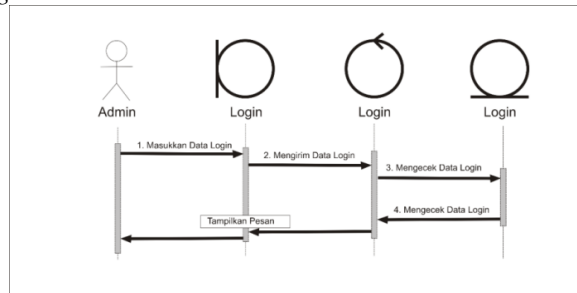 Admin
Login
Login
Login
1. Masukkan Data Login
2. Mengirim Data Login
3. Mengecek Data Login
4. Mengecek Data Login
Tampilkan Pesan